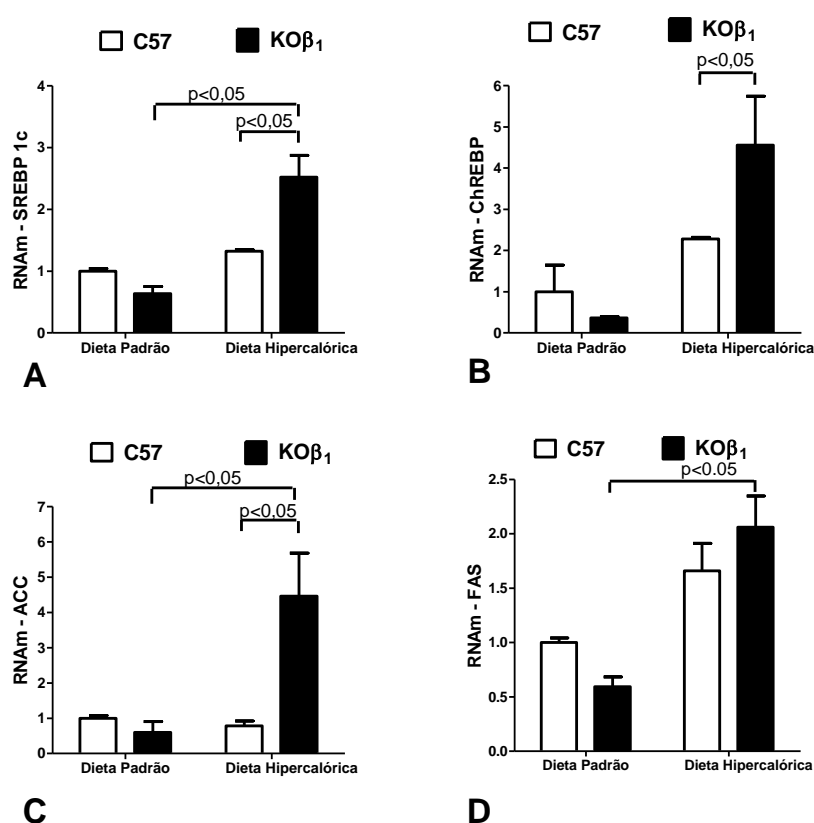 C57 KOβ₁
RNAm - SREBP 1c
4
3
2
1
0
p<0,05
p<0,05
Dieta Padrão Dieta Hipercalórica
A
C57 KOβ₁
RNAm - ChREBP
6
5
4
3
2
1
0
p<0,05
Dieta Padrão Dieta Hipercalórica
B
C57 KOβ₁
RNAm - ACC
7
6
5
4
3
2
1
0
p<0,05
p<0,05
Dieta Padrão Dieta Hipercalórica
C
C57 KOβ₁
RNAm - FAS
2.5
2.0
1.5
1.0
0.5
0.0
p<0.05
Dieta Padrão Dieta Hipercalórica
D